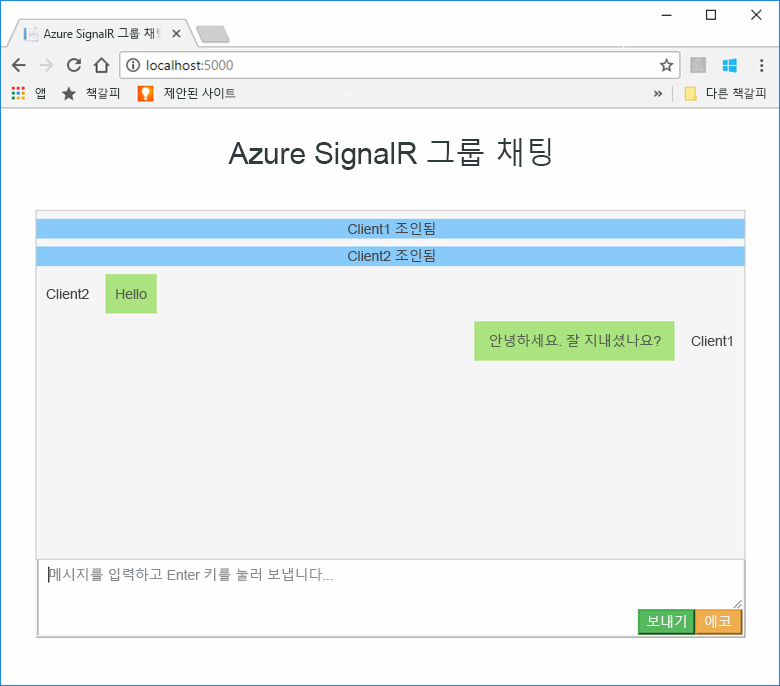 Azure SignalR 그룹 채팅
localhost:5000
앱 책갈피 제안된 사이트 » 다른 책갈피
Azure SignalR 그룹 채팅
Client1 조인됨
Client2 조인됨
Client2 Hello
안녕하세요. 잘 지내셨나요? Client1
메시지를 입력하고 Enter 키를 눌러 보냅니다...
보내기 에코